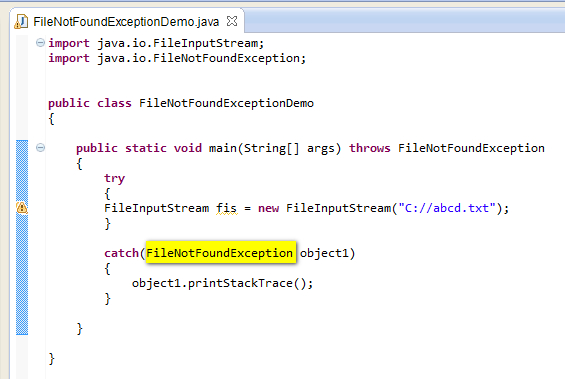 FileNotFoundExceptionDemo.java
import java.io.FileInputStream;
import java.io.FileNotFoundException;
public class FileNotFoundExceptionDemo
{
public static void main(String[] args) throws FileNotFoundException
{
try
{
FileInputStream fis = new FileInputStream("C://abcd.txt");
}
catch(FileNotFoundException object1)
{
object1.printStackTrace();
}
}
}